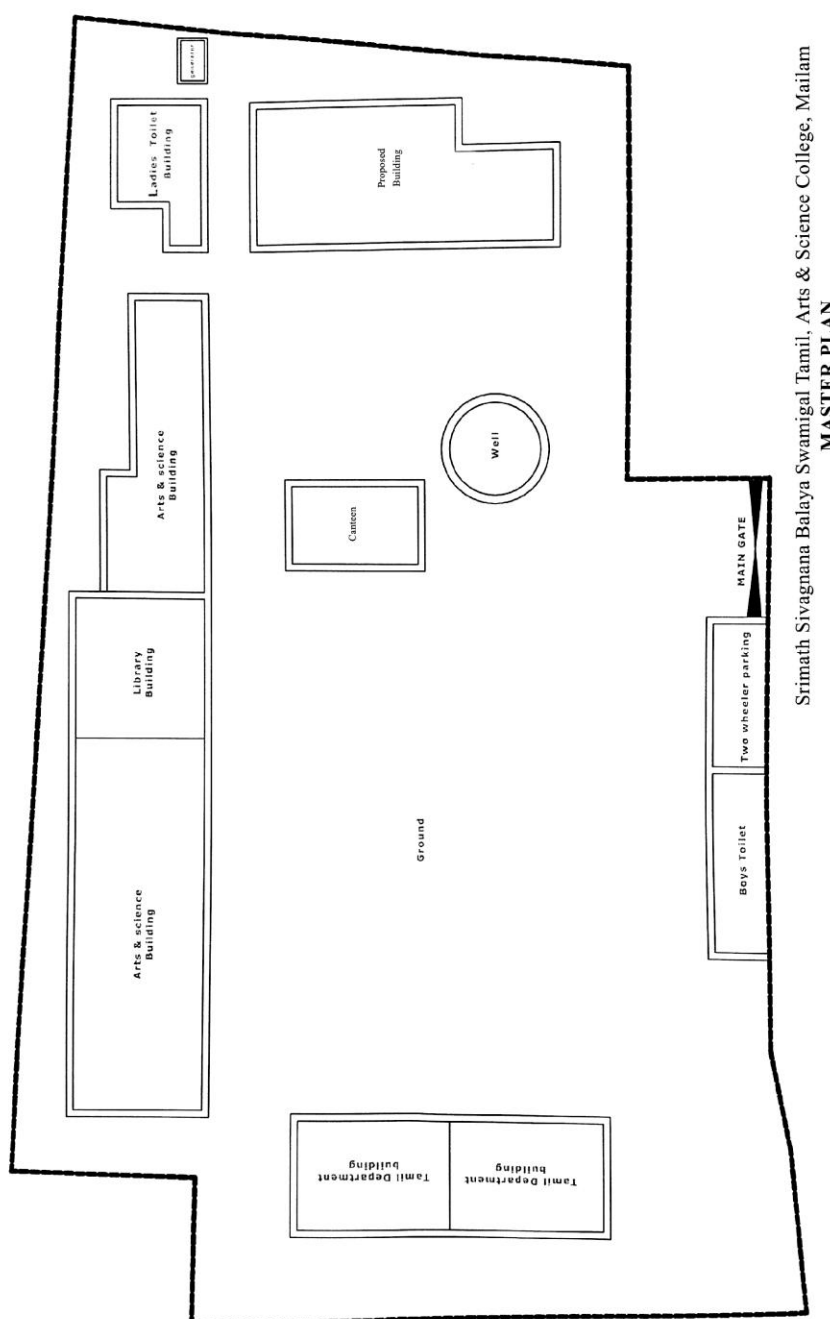 generator
Ladies Toilet
Building
Proposed
Building
Arts & science
Building
Well
Canteen
Library
Building
MAIN GATE
Two wheeler parking
Ground
Boys Toilet
Arts & science
Building
Tamil Department
building
Tamil Department
building
Srimath Sivagnana Balaya Swamigal Tamil, Arts & Science College, Mailam
MASTER PLAN